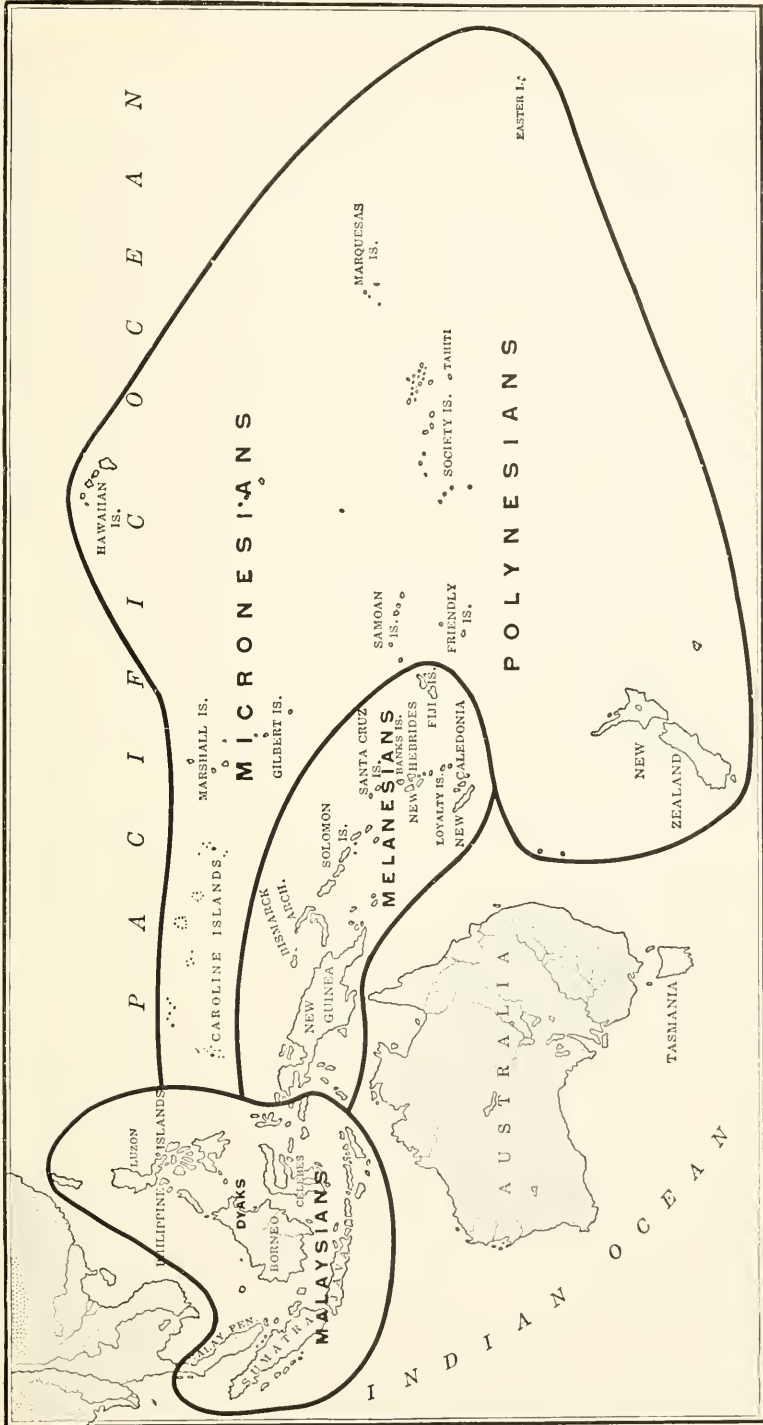 PACIFIC OCEAN
HAWAIIAN
IS.
MARSHALL IS.
MICRONESIANS
GILBERT IS.
CAROLINE ISLANDS
LUZON
PHILIPPINE ISLANDS
DYAKS
BORNEO
CELEBES
MALAY PEN.
SUMATRA
JAVA
MALAYSIANS
NEW
GUINEA
BISMARCK
ARCH.
SOLOMON
IS.
SANTA CRUZ
IS.
MELANESIANS
BANKS IS.
NEW HEBRIDES
FIJI
IS.
LOYALTY IS.
NEW CALEDONIA
SAMOAN
IS.
FRIENDLY
IS.
MARQUESAS
IS.
SOCIETY IS.
TAHITI
EASTER I.
POLYNESIANS
NEW
ZEALAND
AUSTRALIA
TASMANIA
INDIAN OCEAN